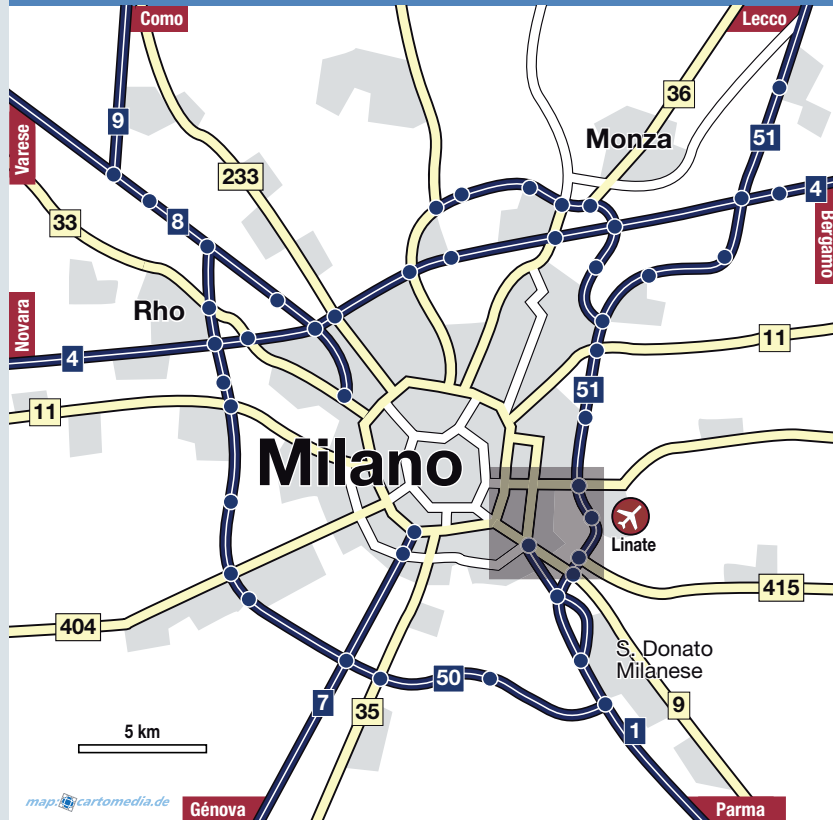 Como
Lecco
36
9
Monza
51
Varese
233
4
8
33
Bergamo
Rho
Novara
11
4
51
11
Milano
Linate
415
404
S. Donato
Milanese
50
7
35
9
1
5 km
map:cartomedia.de
Génova
Parma